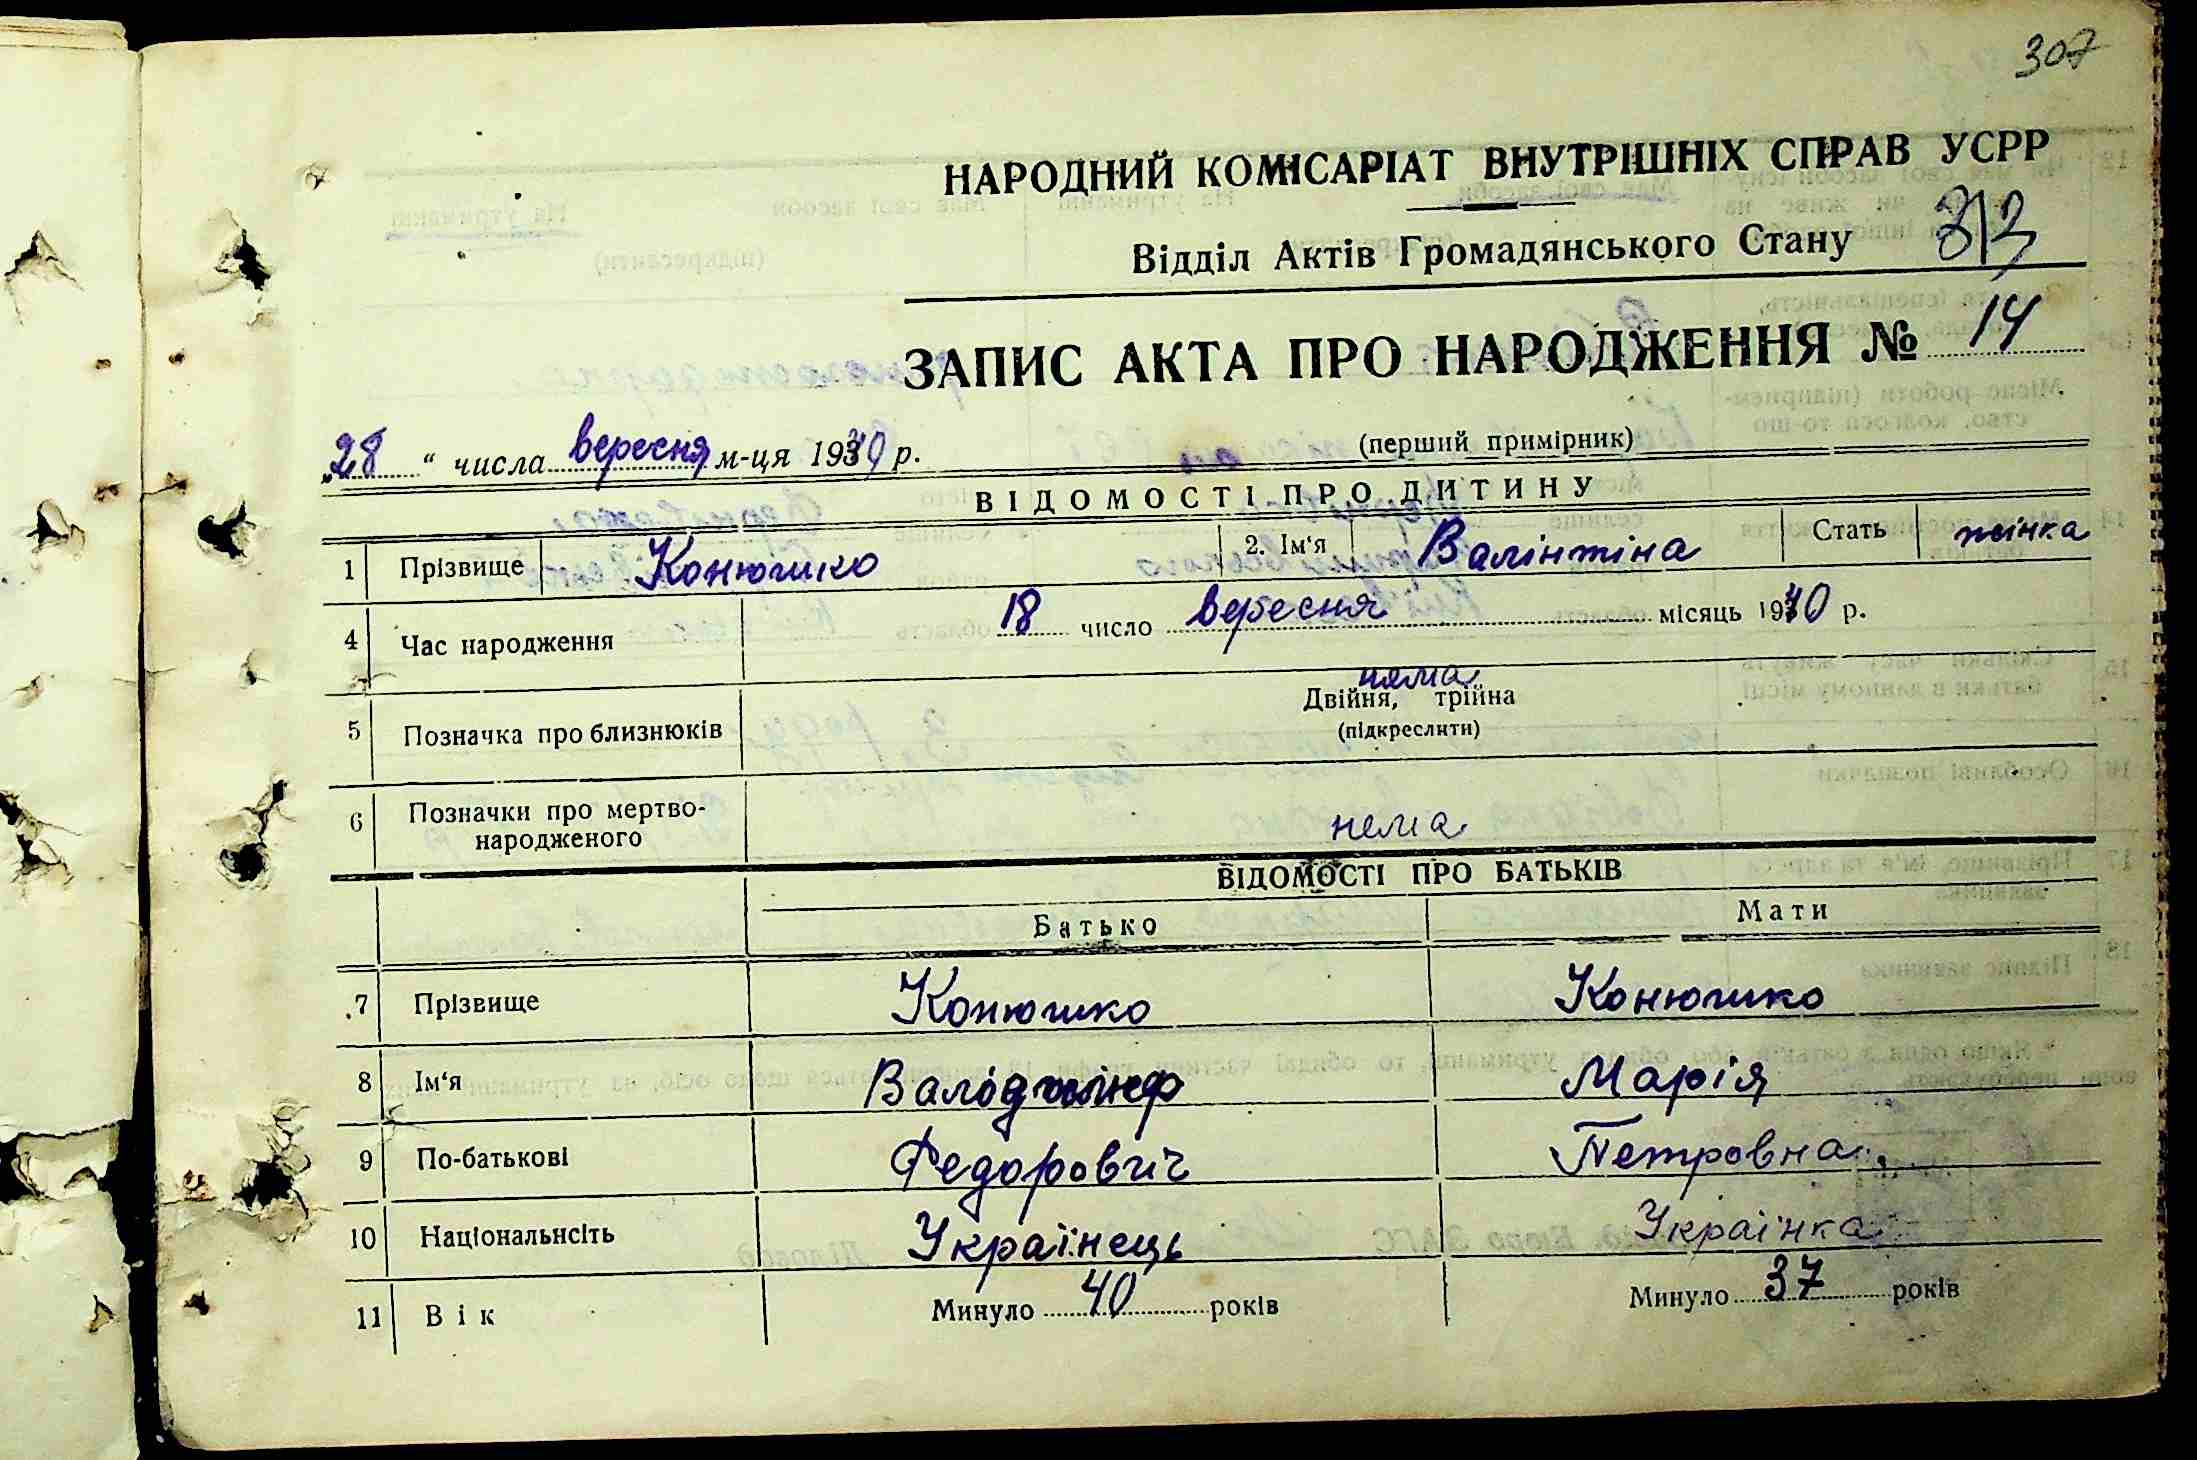 307
НАРОДНИЙ КОМІСАРІАТ ВНУТРІШНІХ СПРАВ УСРР
Відділ Актів Громадянського Стану 313
ЗАПИС АКТА ПРО НАРОДЖЕННЯ № 14
„28 “ числа вересня м-ця 1940 р. (перший примірник)
ВІДОМОСТІ ПРО ДИТИНУ
1 Прізвище Конюшко 2. Ім‘я Валінтіна Стать жінка
4 Час народження 18 число вересня місяць 1940 р.
няма
5 Позначка про близнюків Двійня, трійна
(підкреслити)
6 Позначки про мертво-
народженого нема
ВІДОМОСТІ ПРО БАТЬКІВ
Батько Мати
7 Прізвище Конюшко Конюшко
8 Ім‘я Марія
9 По-батькові Федорович Петровна
10 Національнсіть Українець Українка
11 Вік Минуло 40 років Минуло 37 років